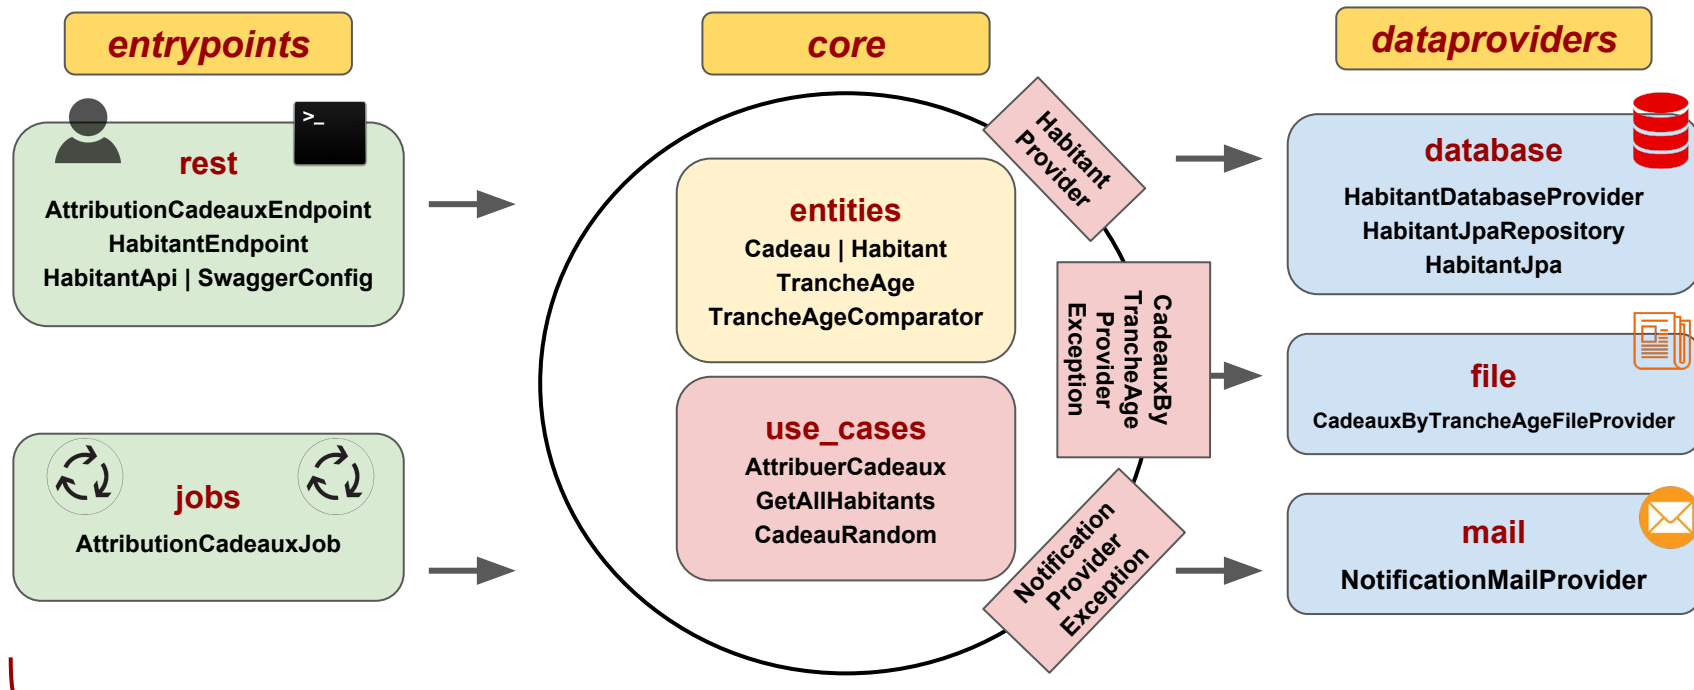 entrypoints
core
dataproviders
>_
rest
AttributionCadeauxEndpoint
HabitantEndpoint
HabitantApi | SwaggerConfig
jobs
AttributionCadeauxJob
entities
Cadeau | Habitant
TrancheAge
TrancheAgeComparator
use_cases
AttribuerCadeaux
GetAllHabitants
CadeauRandom
Habitant
Provider
CadeauxBy
TrancheAge
Provider
Exception
Notification
Provider
Exception
database
HabitantDatabaseProvider
HabitantJpaRepository
HabitantJpa
file
CadeauxByTrancheAgeFileProvider
mail
NotificationMailProvider